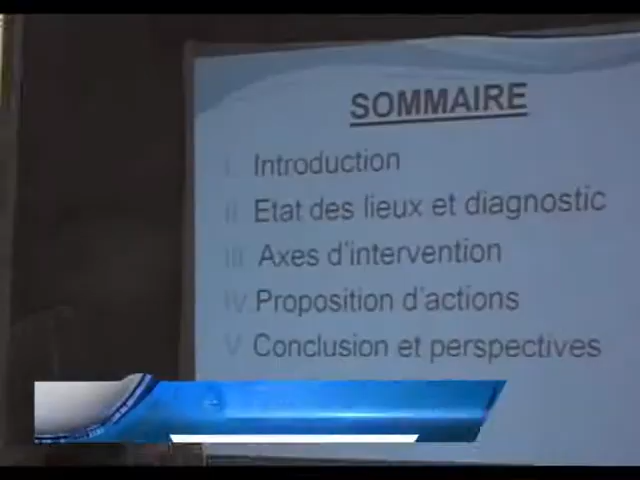 SOMMAIRE
I. Introduction
II Etat des lieux et diagnostic
III Axes d'intervention
IV Proposition d'actions
V Conclusion et perspectives